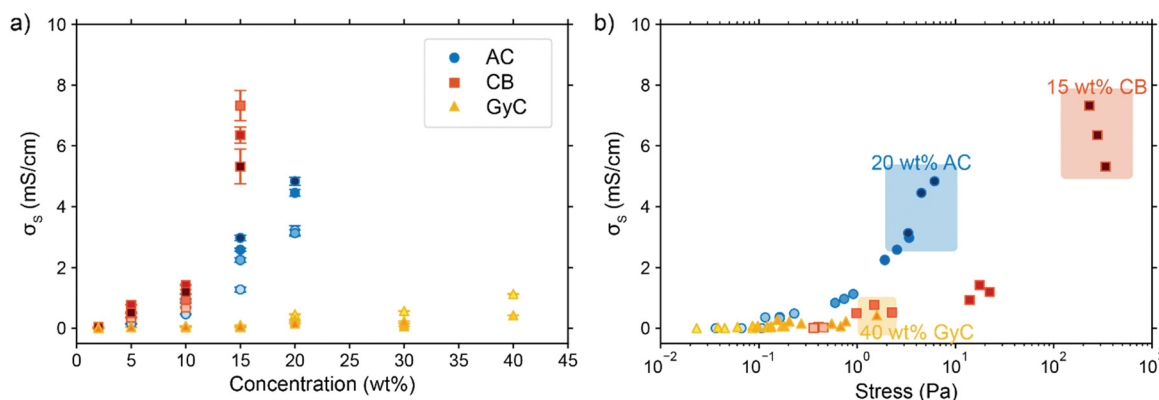 a)
10
8
6
4
2
0
σS (mS/cm)
AC
CB
GyC
0 5 10 15 20 25 30 35 40 45
Concentration (wt%)
b)
10
8
6
4
2
0
σS (mS/cm)
15 wt% CB
20 wt% AC
40 wt% GyC
10⁻² 10⁻¹ 10⁰ 10¹ 10² 10³
Stress (Pa)